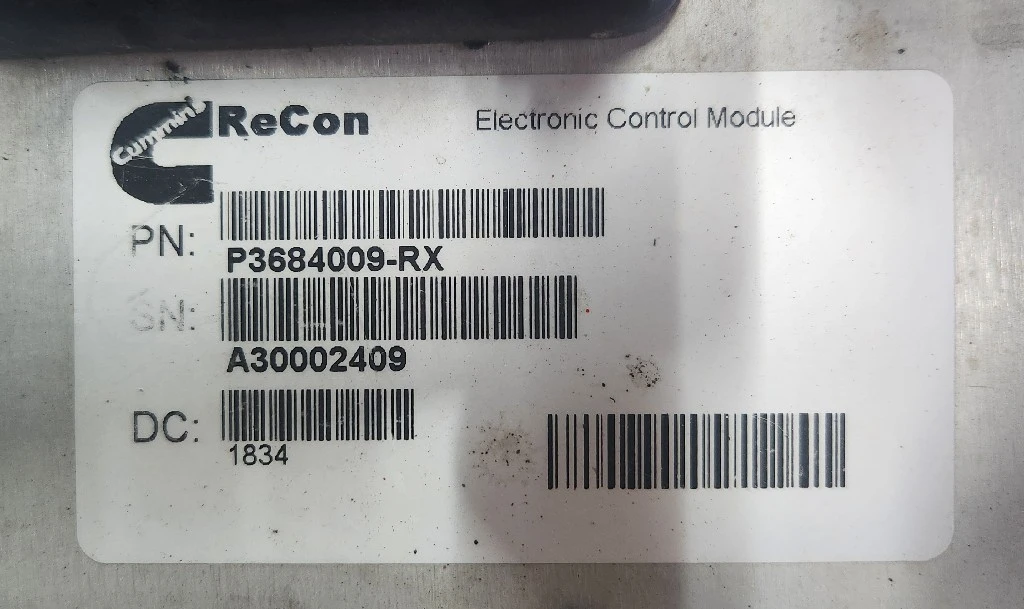 Cummins
ReCon Electronic Control Module
PN:
P3684009-RX
SN:
A30002409
DC:
1834